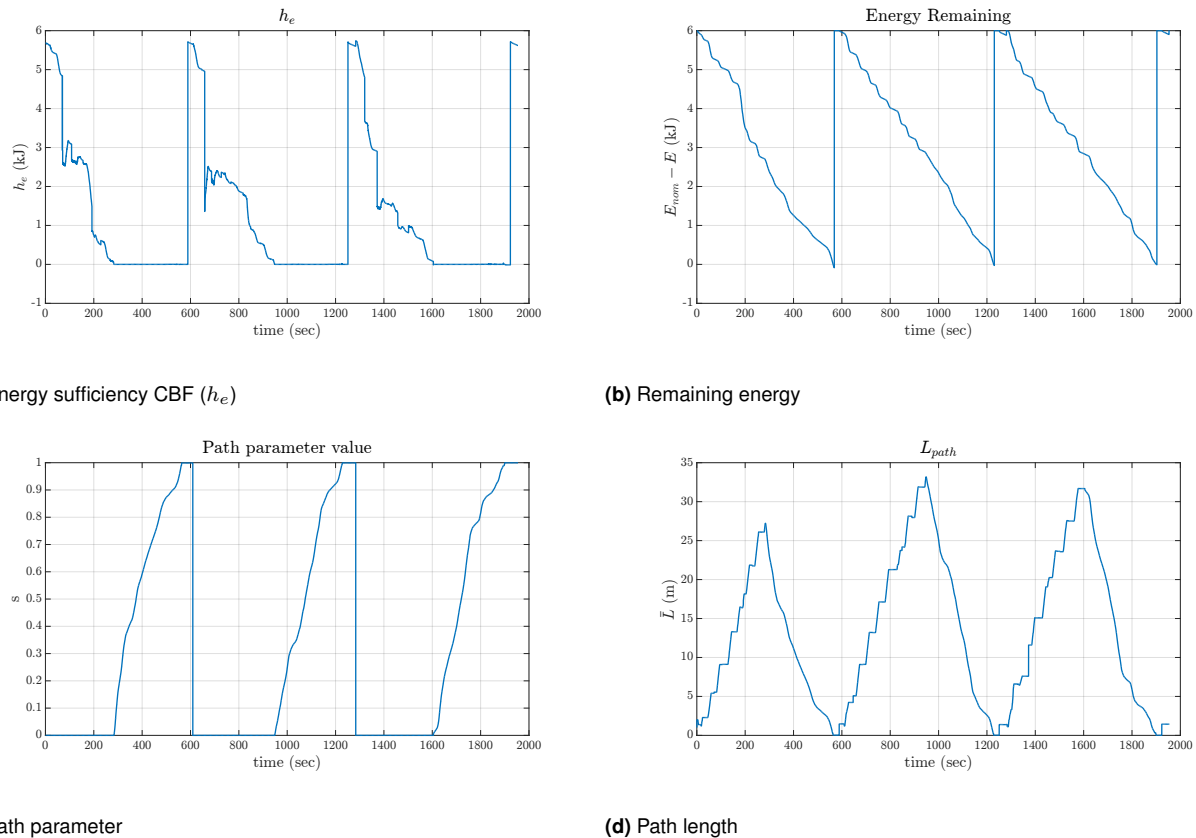 h_e
6
5
4
3
2
1
0
-1
h_e (kJ)
0 200 400 600 800 1000 1200 1400 1600 1800 2000
time (sec)
Energy Remaining
6
5
4
3
2
1
0
-1
E_{nom} − E (kJ)
0 200 400 600 800 1000 1200 1400 1600 1800 2000
time (sec)
nergy sufficiency CBF (h_e)
(b) Remaining energy
Path parameter value
1
0.9
0.8
0.7
0.6
0.5
0.4
0.3
0.2
0.1
0
s
0 200 400 600 800 1000 1200 1400 1600 1800 2000
time (sec)
L_{path}
35
30
25
20
15
10
5
0
L̄ (m)
0 200 400 600 800 1000 1200 1400 1600 1800 2000
time (sec)
ath parameter
(d) Path length